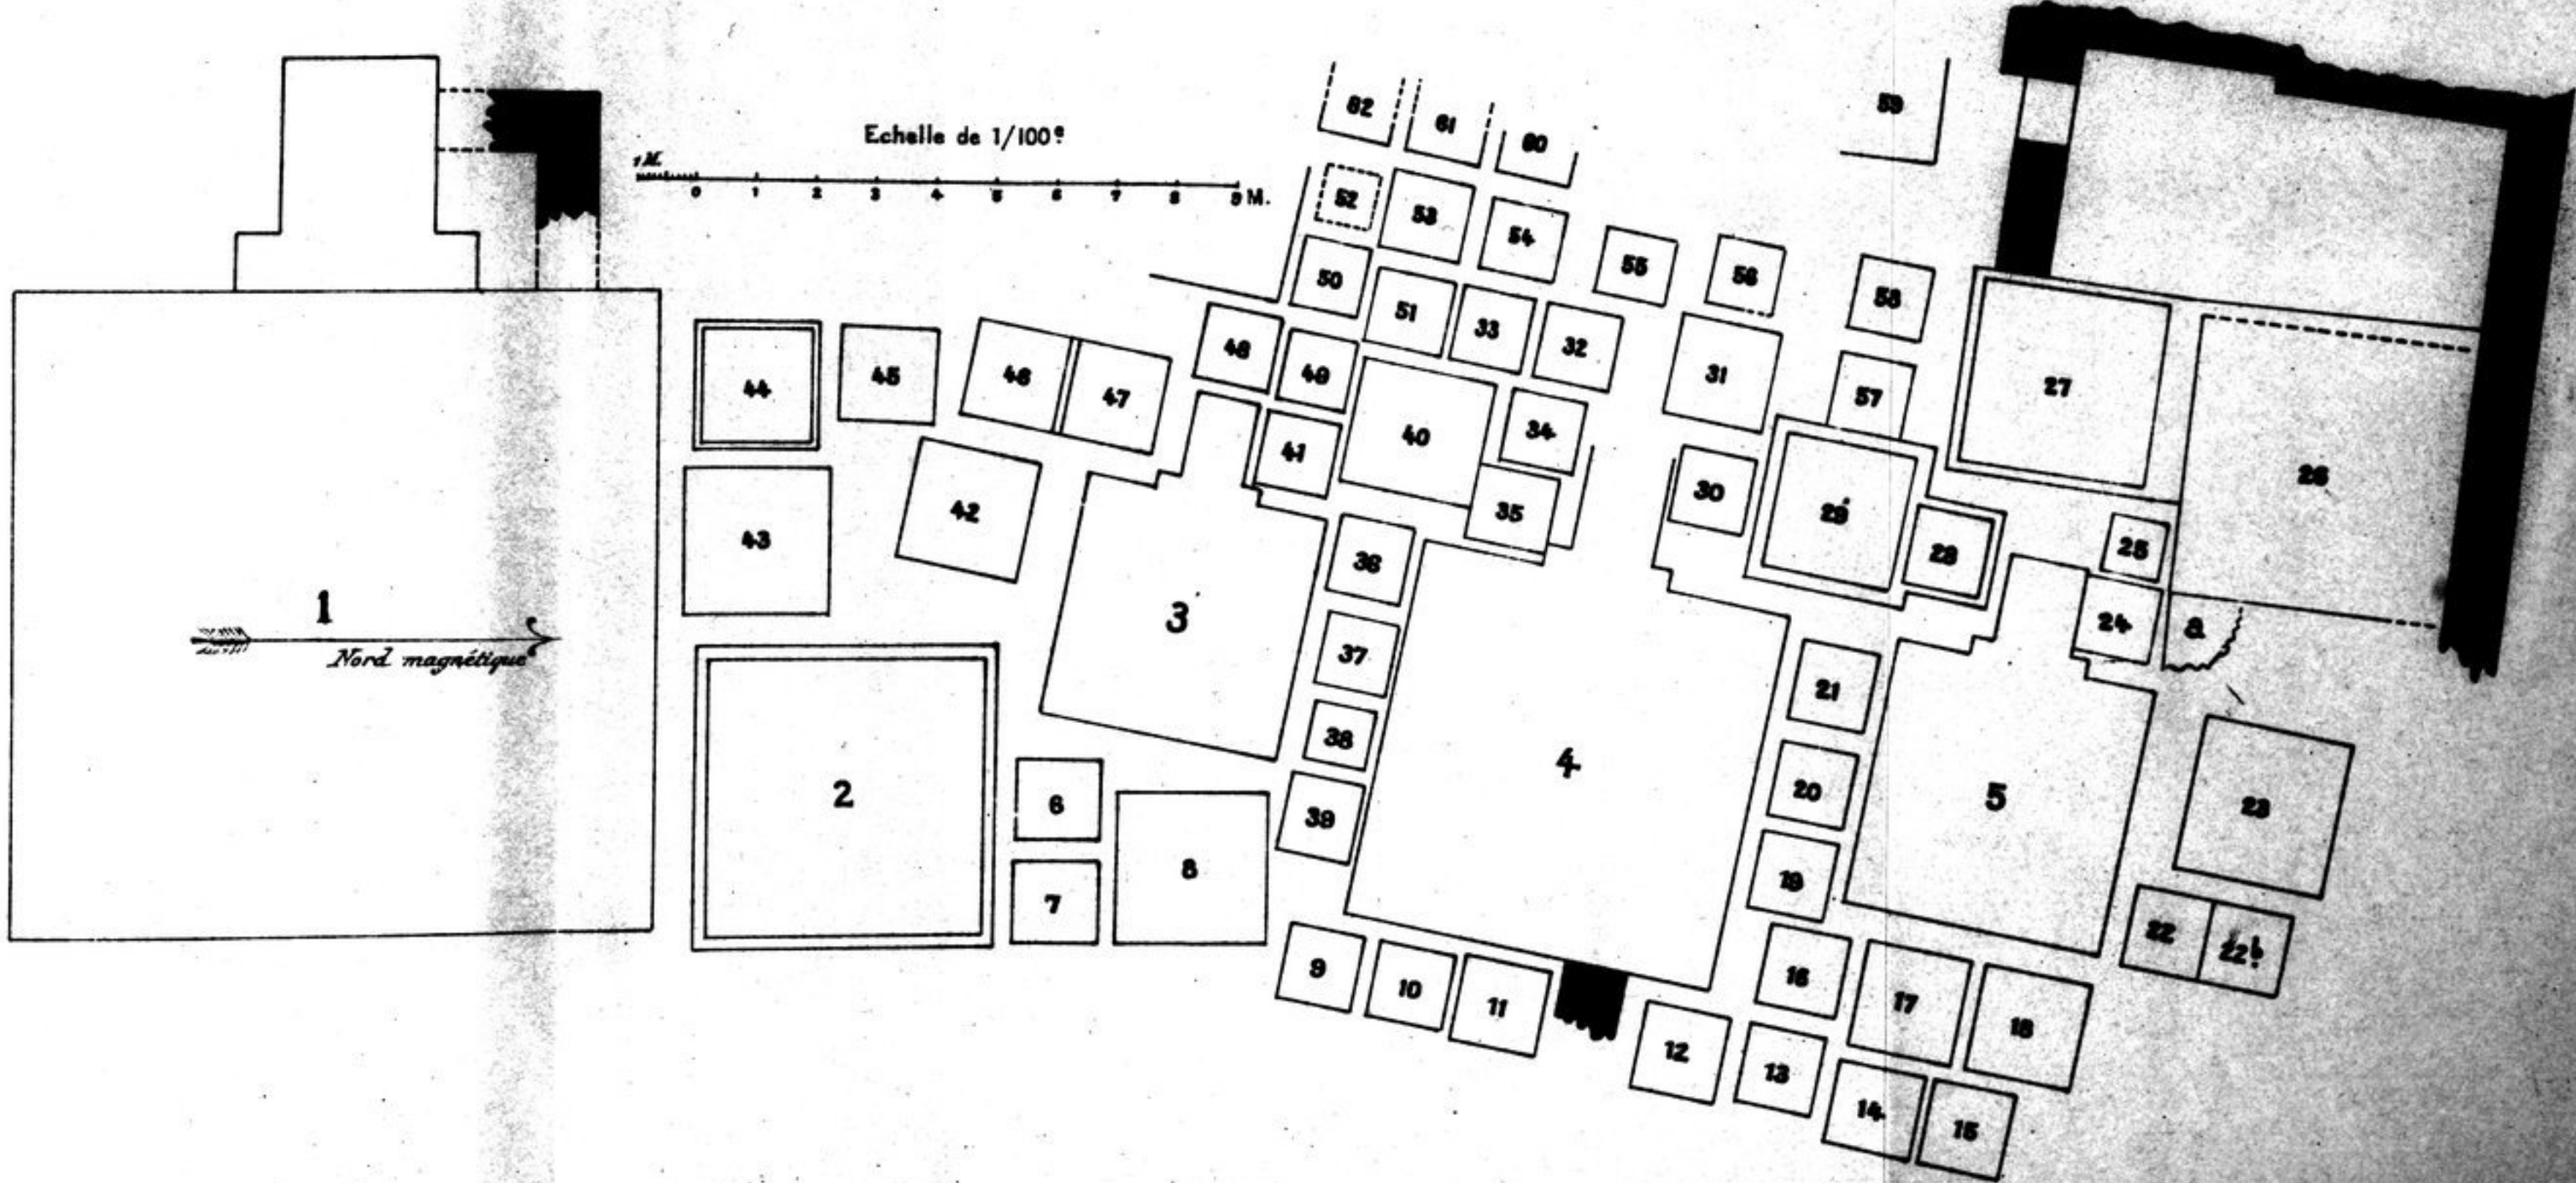 Echelle de 1/100e
1 M.
0 1 2 3 4 5 6 7 8 9 M.
62 61 60 59
52 53 54 55 56 58
50 51 33 32 31 57 27
48 49 40 34 30 29 28 26
44 45 46 47 41 35 25
43 42 3 36 24 a
1
Nord magnétique
37 21
38 4 20 5 23
2 6 39 19
7 8
9 10 11 16 17 18 22 22b
12 13 14 15